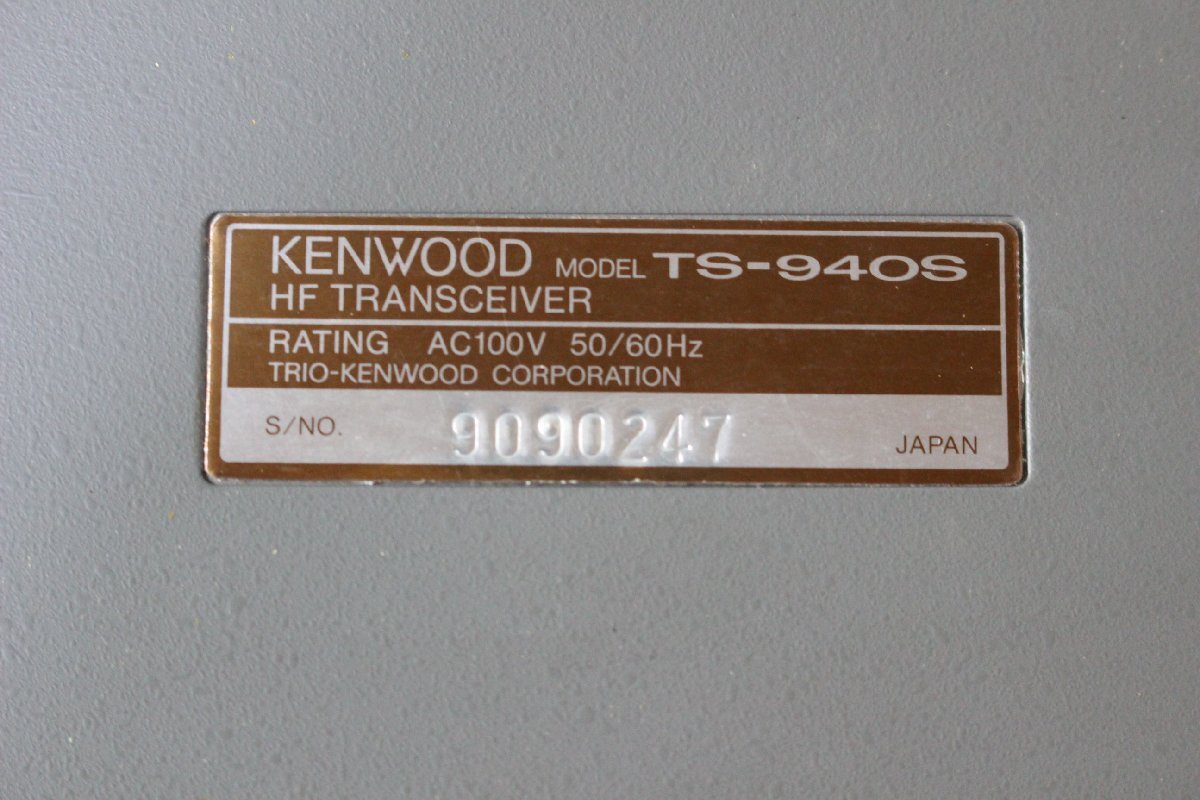 KENWOOD MODEL TS-940S
HF TRANSCEIVER
RATING AC100V 50/60Hz
TRIO-KENWOOD CORPORATION
S/NO. 9090247 JAPAN